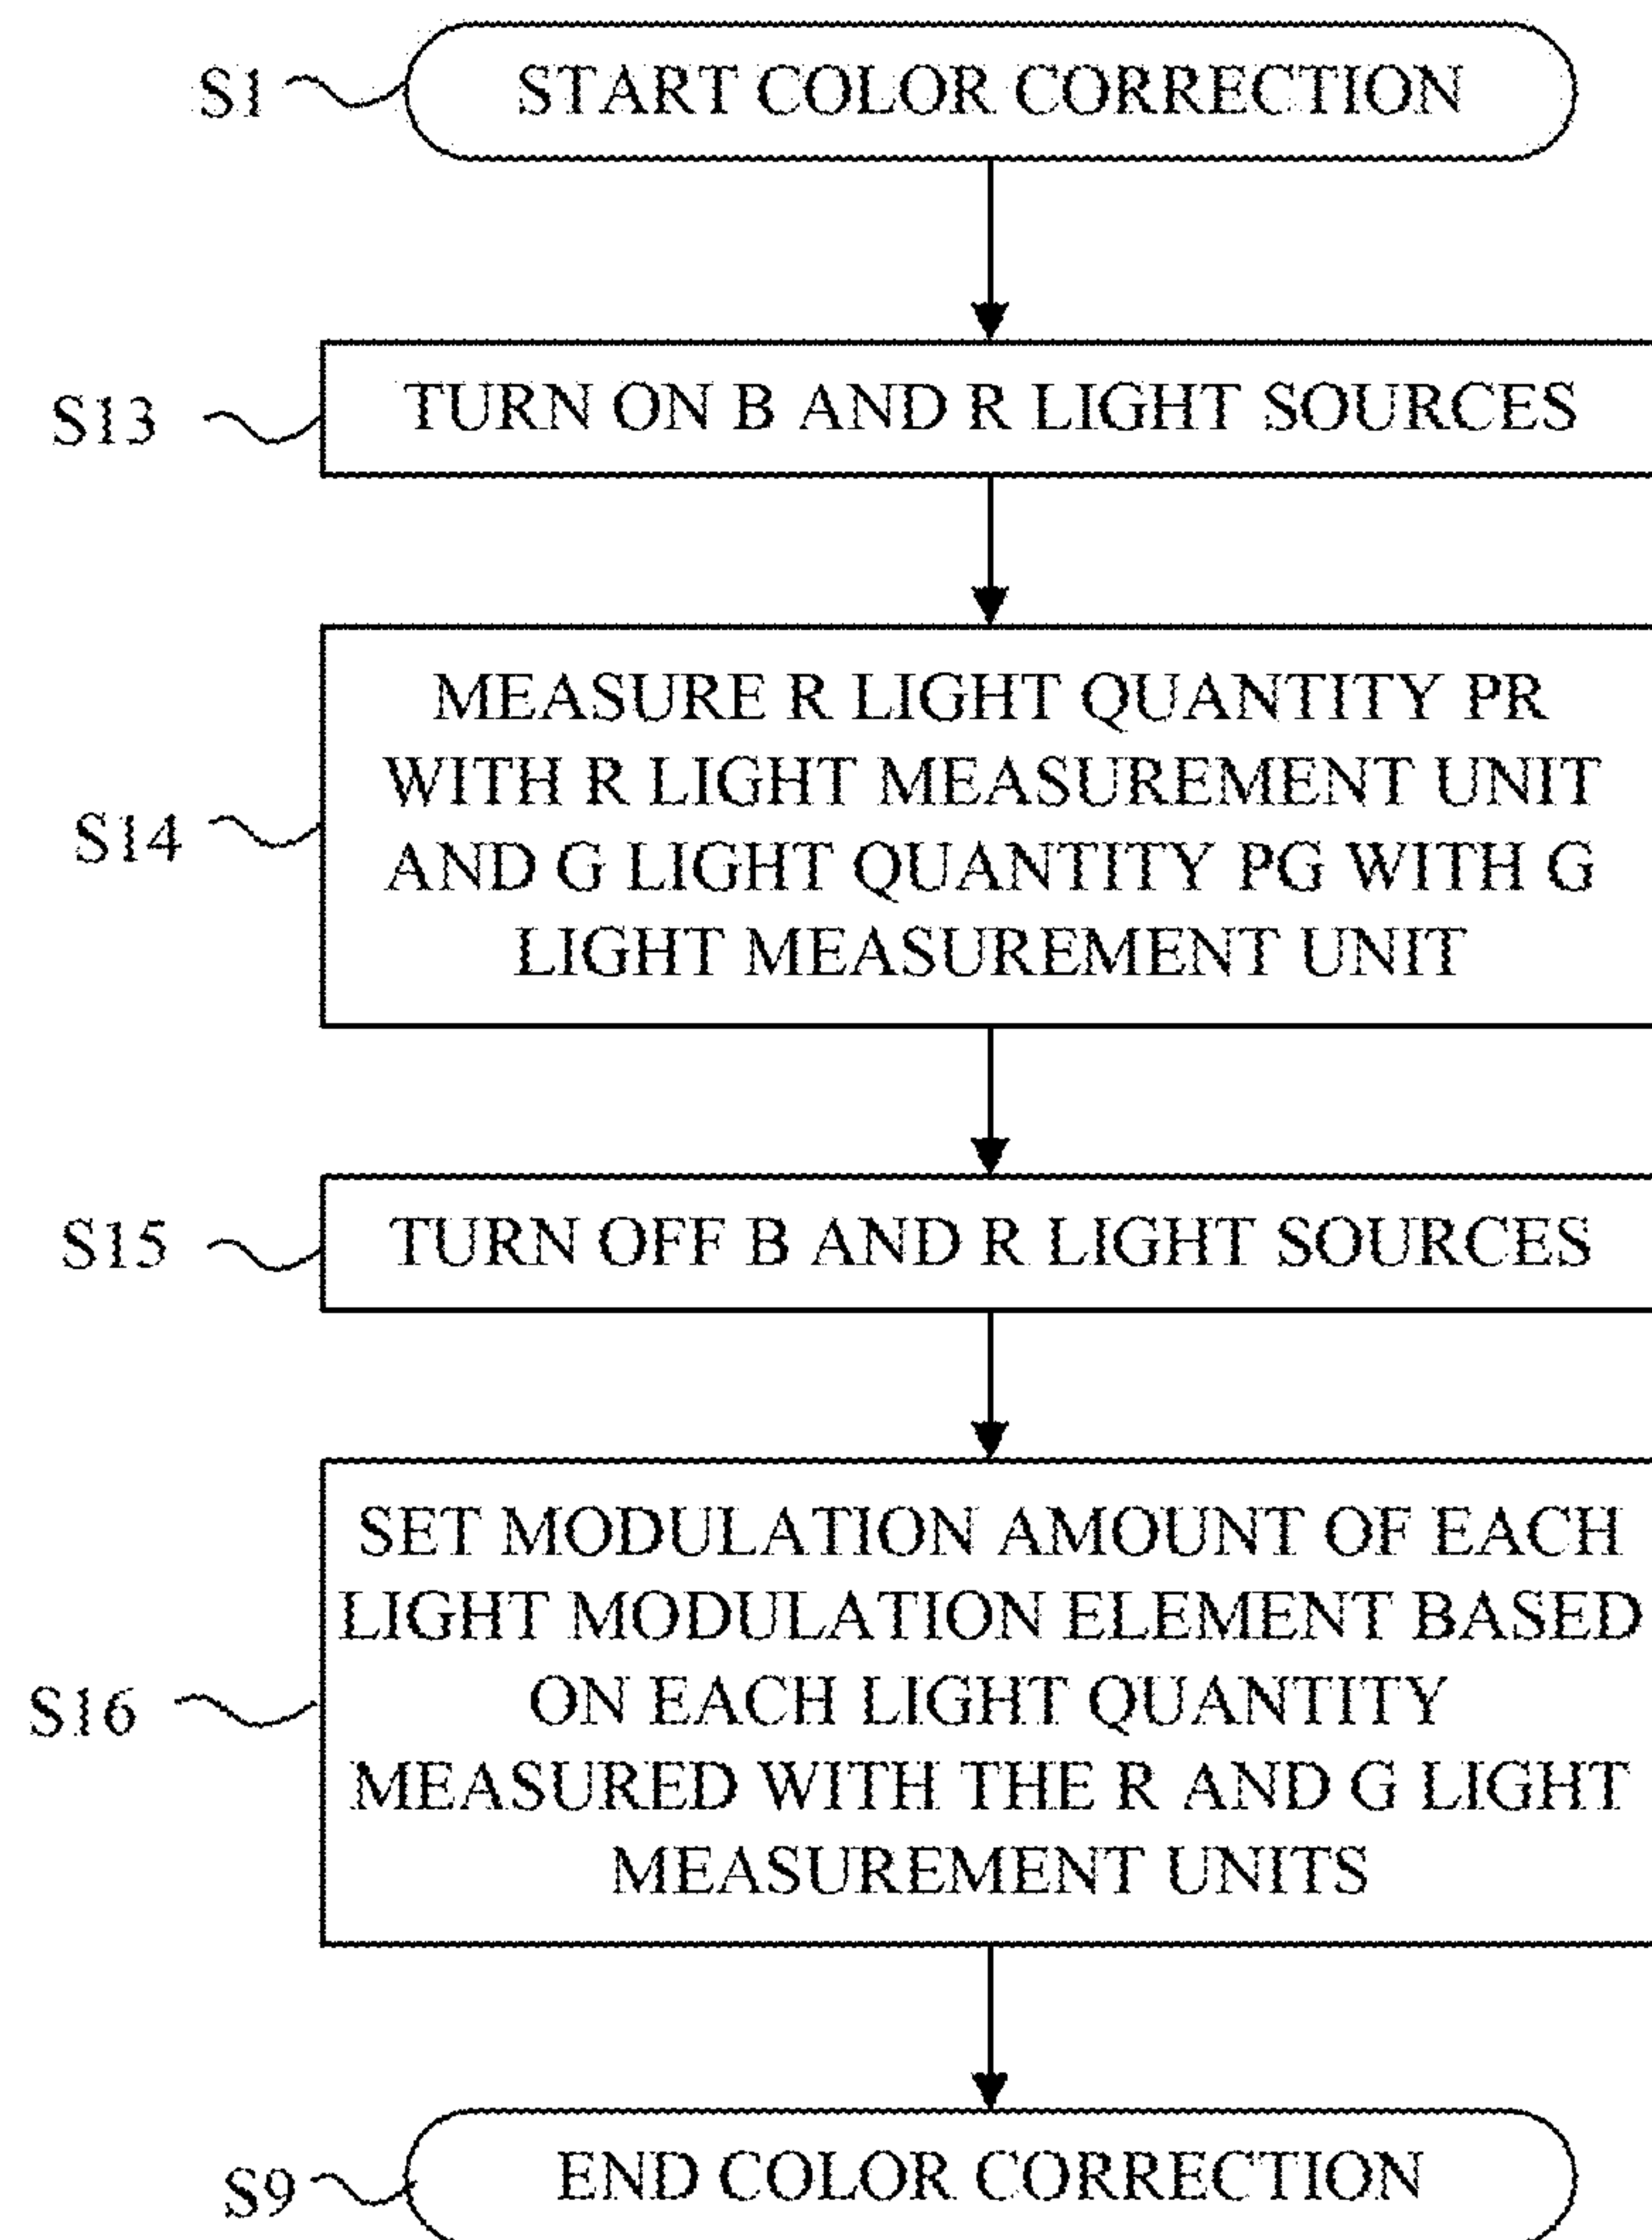 S1
START COLOR CORRECTION
S13
TURN ON B AND R LIGHT SOURCES
S14
MEASURE R LIGHT QUANTITY PR
WITH R LIGHT MEASUREMENT UNIT
AND G LIGHT QUANTITY PG WITH G
LIGHT MEASUREMENT UNIT
S15
TURN OFF B AND R LIGHT SOURCES
S16
SET MODULATION AMOUNT OF EACH
LIGHT MODULATION ELEMENT BASED
ON EACH LIGHT QUANTITY
MEASURED WITH THE R AND G LIGHT
MEASUREMENT UNITS
S9
END COLOR CORRECTION